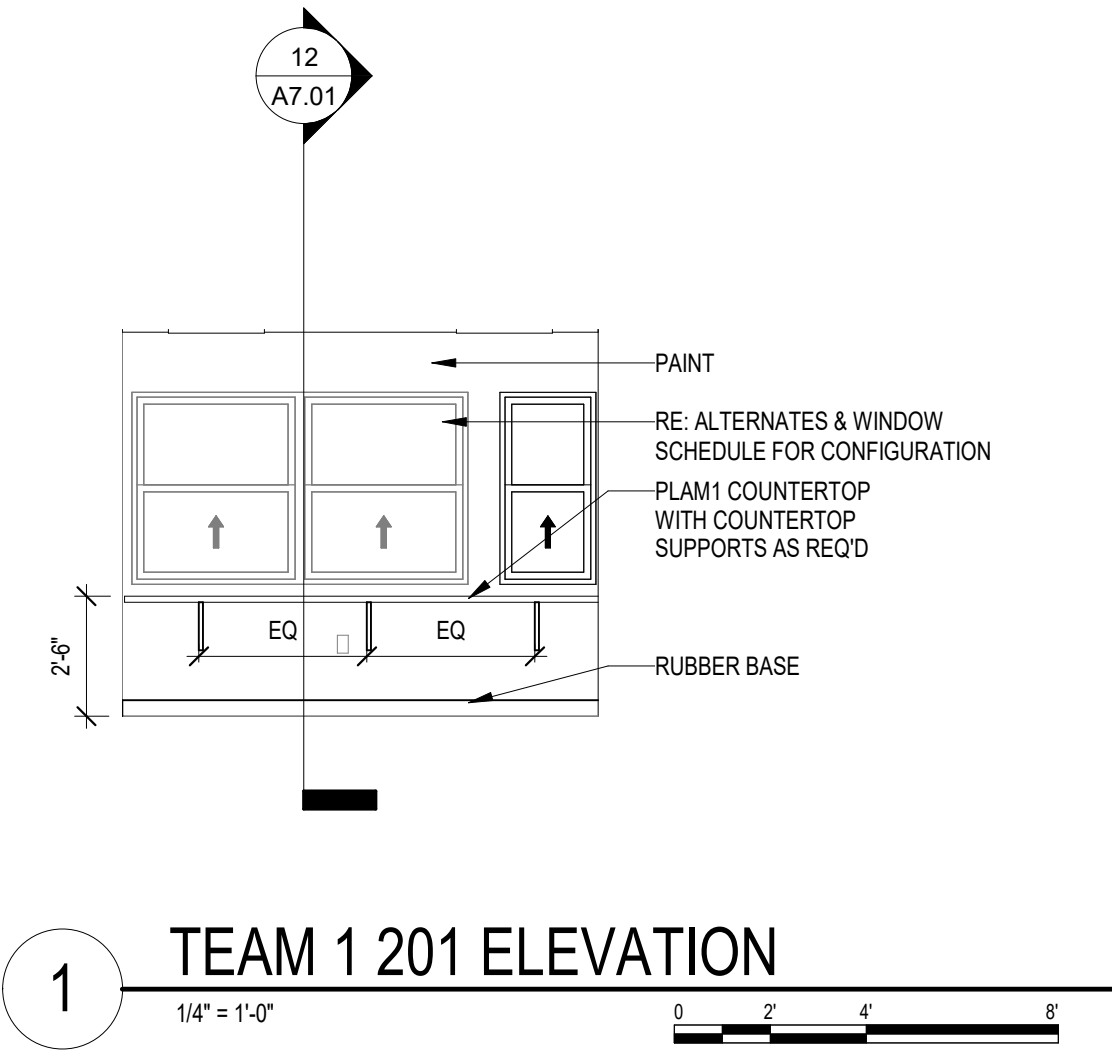 12
A7.01
PAINT
RE: ALTERNATES & WINDOW
SCHEDULE FOR CONFIGURATION
PLAM1 COUNTERTOP
WITH COUNTERTOP
SUPPORTS AS REQ'D
EQ
EQ
2'-6"
RUBBER BASE
1
TEAM 1 201 ELEVATION
1/4" = 1'-0"
0 2' 4' 8'